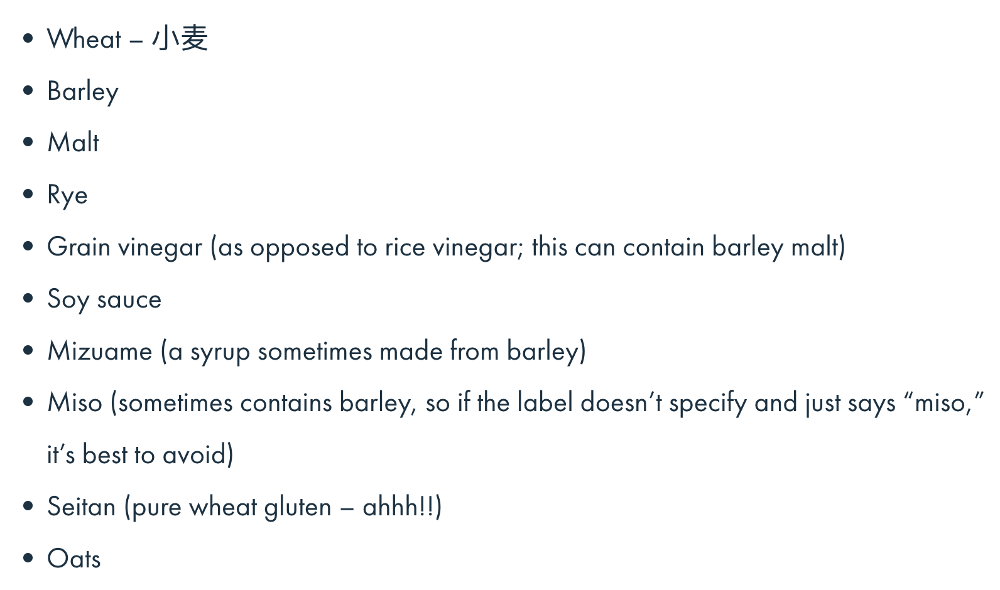 • Wheat – 小麦
• Barley
• Malt
• Rye
• Grain vinegar (as opposed to rice vinegar; this can contain barley malt)
• Soy sauce
• Mizuame (a syrup sometimes made from barley)
• Miso (sometimes contains barley, so if the label doesn’t specify and just says “miso,”
it’s best to avoid)
• Seitan (pure wheat gluten – ahhh!!)
• Oats